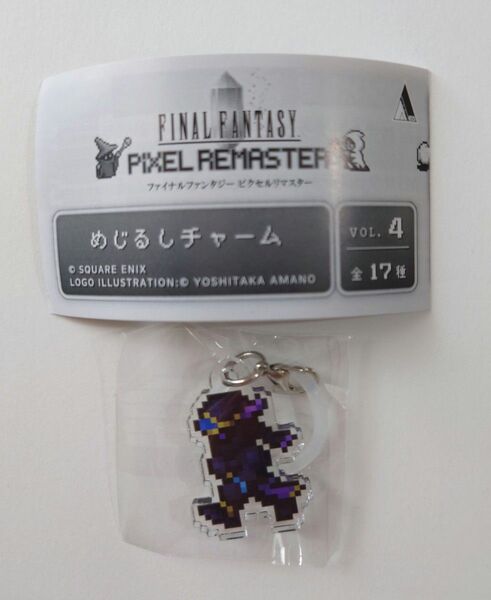 FINAL FANTASY
PIXEL REMASTER
ファイナルファンタジー ピクセルリマスター
めじるしチャーム
VOL. 4
全17種
© SQUARE ENIX
LOGO ILLUSTRATION:© YOSHITAKA AMANO